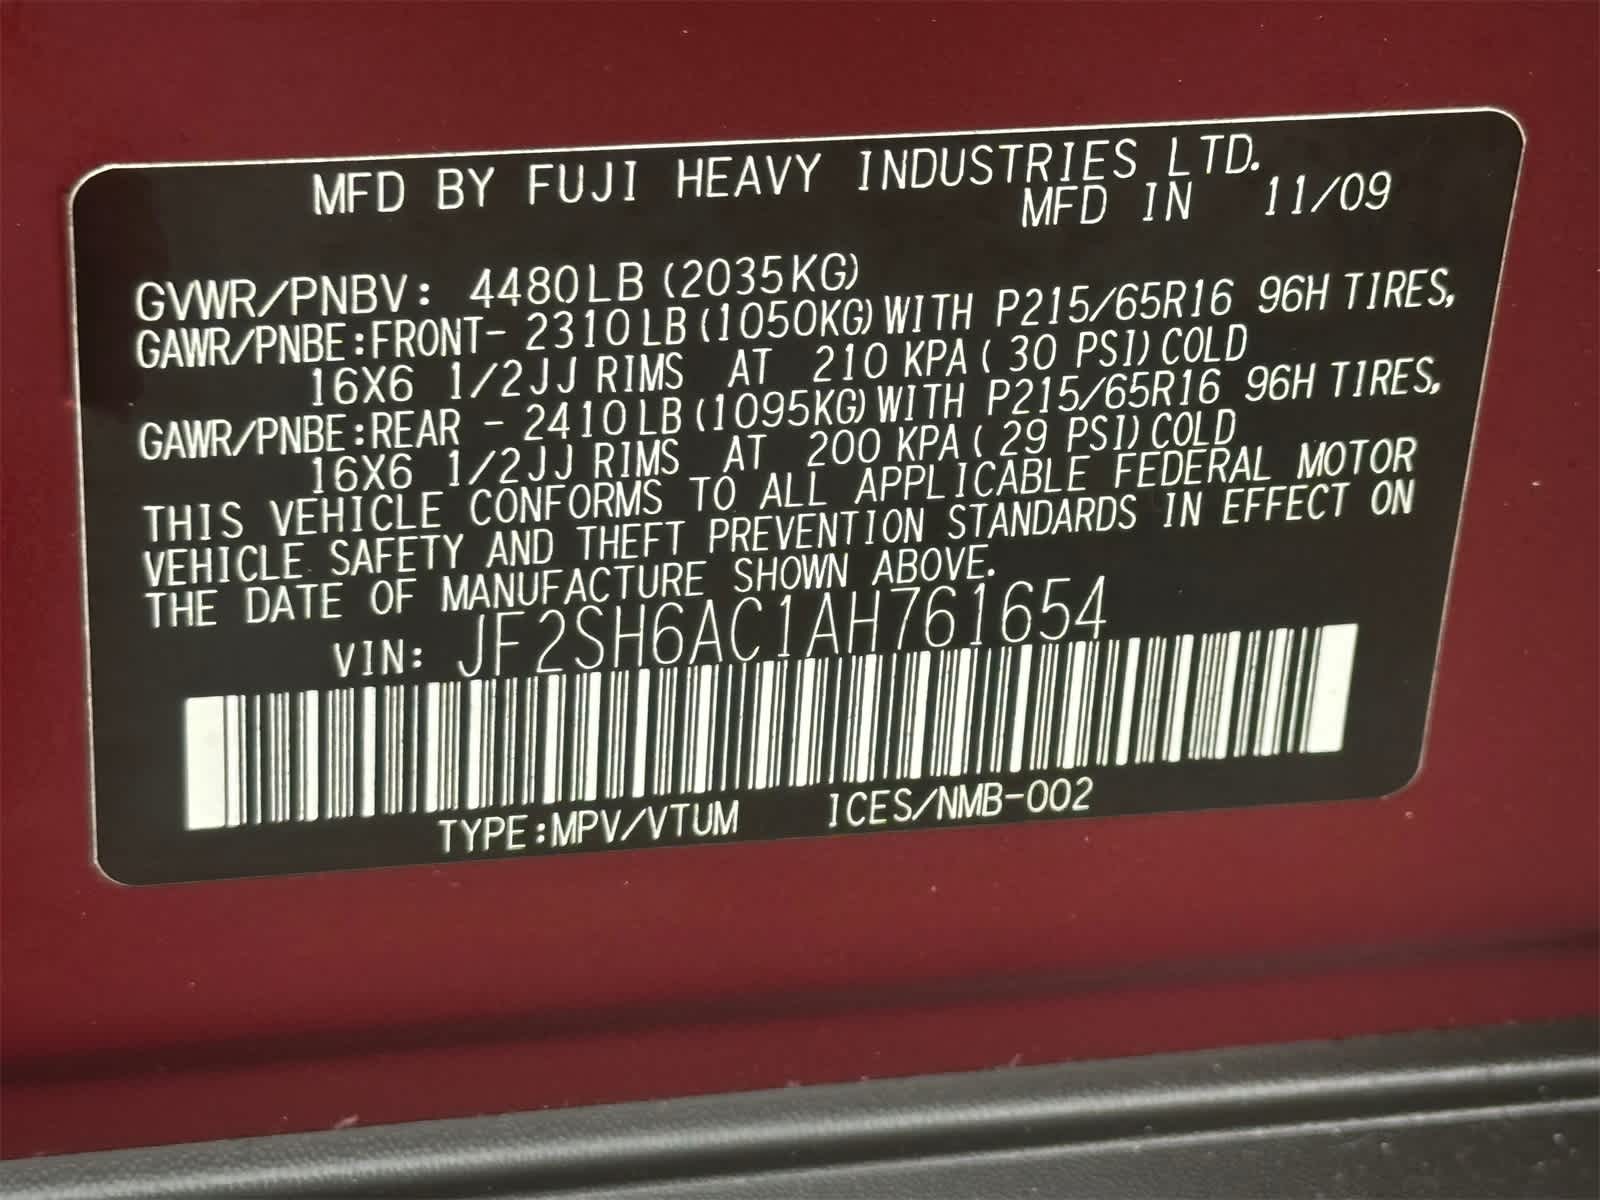 MFD BY FUJI HEAVY INDUSTRIES LTD.
MFD IN 11/09
GVWR/PNBV: 4480LB (2035KG)
GAWR/PNBE:FRONT- 2310LB (1050KG) WITH P215/65R16 96H TIRES,
16X6 1/2JJ RIMS AT 210 KPA ( 30 PSI) COLD
GAWR/PNBE:REAR - 2410LB (1095KG) WITH P215/65R16 96H TIRES,
16X6 1/2JJ RIMS AT 200 KPA ( 29 PSI) COLD
THIS VEHICLE CONFORMS TO ALL APPLICABLE FEDERAL MOTOR
VEHICLE SAFETY AND THEFT PREVENTION STANDARDS IN EFFECT ON
THE DATE OF MANUFACTURE SHOWN ABOVE.
VIN: JF2SH6AC1AH761654
TYPE:MPV/VTUM ICES/NMB-002